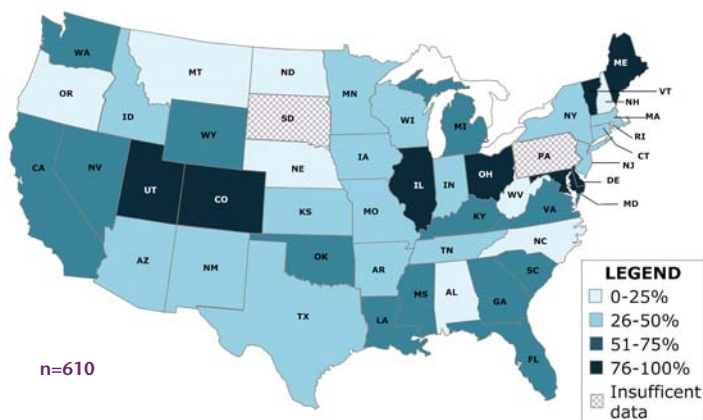 WA
MT
ND
MN
ME
VT
NH
MA
RI
CT
NJ
DE
MD
OR
ID
WY
SD
WI
MI
NY
PA
NE
IA
IL
IN
OH
WV
VA
CA
NV
UT
CO
KS
MO
KY
NC
TN
AZ
NM
OK
AR
SC
TX
LA
MS
AL
GA
FL
n=610
LEGEND
0-25%
26-50%
51-75%
76-100%
Insufficent
data